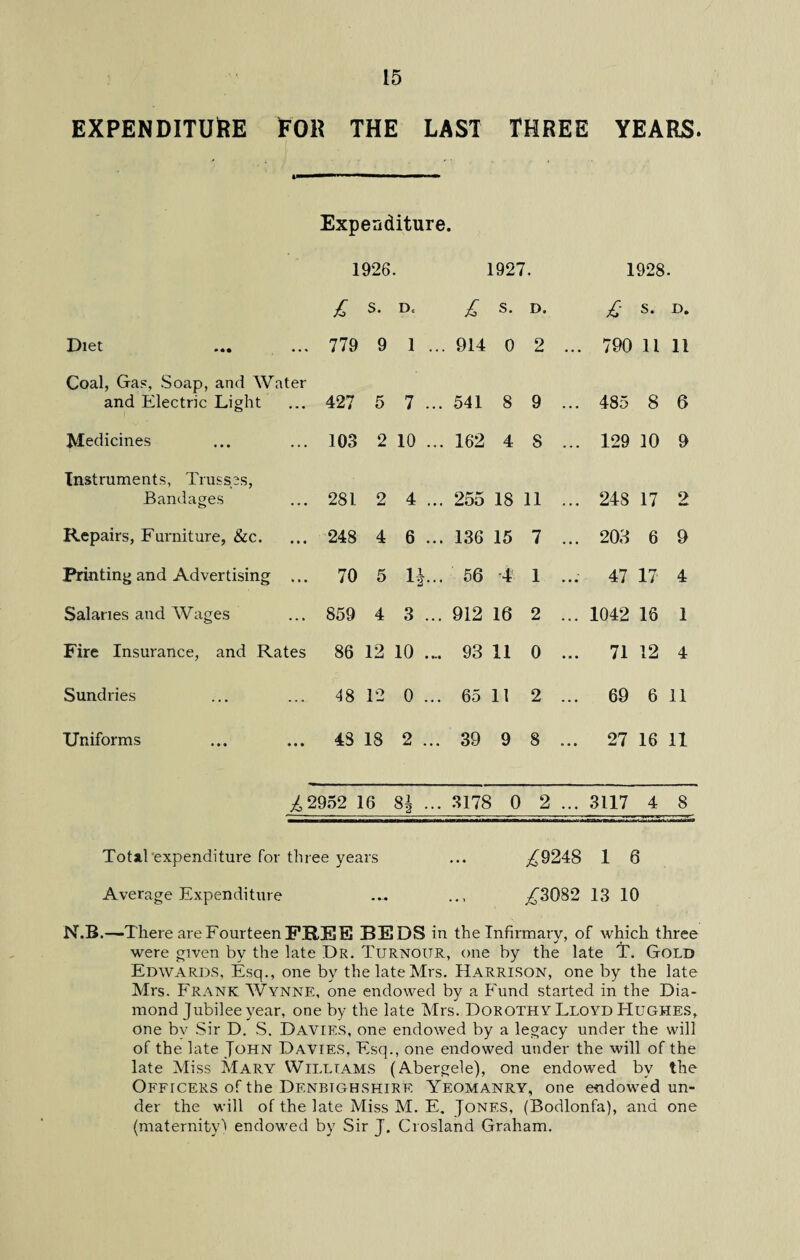 15
EXPENDITURE FOR THE LAST THREE YEARS.
Expenditure.
1926. 1927. 1928.
£ s. D. £ s. D. £ s. D.
Diet ... ... 779 9 1 ... 914 0 2 ... 790 11 11
Coal, Gas, Soap, and Water
and Electric Light ... 427 5 7 ... 541 8 9 ... 485 8 6
Medicines ... ... 103 2 10 ... 162 4 8 ... 129 10 9
Instruments, Trusses,
Bandages ... 281 2 4 ... 255 18 11 ... 248 17 2
Repairs, Furniture, &c. ... 248 4 6 ... 136 15 7 ... 203 6 9
Printing and Advertising ... 70 5 1½... 56 4 1 ... 47 17 4
Salaries and Wages ... 859 4 3 ... 912 16 2 ... 1042 16 1
Fire Insurance, and Rates 86 12 10 ... 93 11 0 ... 71 12 4
Sundries ... ... 48 12 0 ... 65 11 2 ... 69 6 11
Uniforms ... ... 48 18 2 ... 39 9 8 ... 27 16 11
£2952 16 8½ ... 3178 0 2 ... 3117 4 8
Total expenditure for three years ... £9248 1 6
Average Expenditure ... ... £3082 13 10
N.B.—There are Fourteen FREE BEDS in the Infirmary, of which three
were given by the late Dr. Turnour, one by the late T. Gold
Edwards, Esq., one by the late Mrs. Harrison, one by the late
Mrs. Frank Wynne, one endowed by a Fund started in the Dia-
mond Jubilee year, one by the late Mrs. Dorothy Lloyd Hughes,
one by Sir D. S. Davies, one endowed by a legacy under the will
of the late John Davies, Esq., one endowed under the will of the
late Miss Mary Williams (Abergele), one endowed by the
Officers of the Denbighshire Yeomanry, one endowed un-
der the will of the late Miss M. E. Jones, (Bodlonfa), and one
(maternity) endowed by Sir J. Crosland Graham.